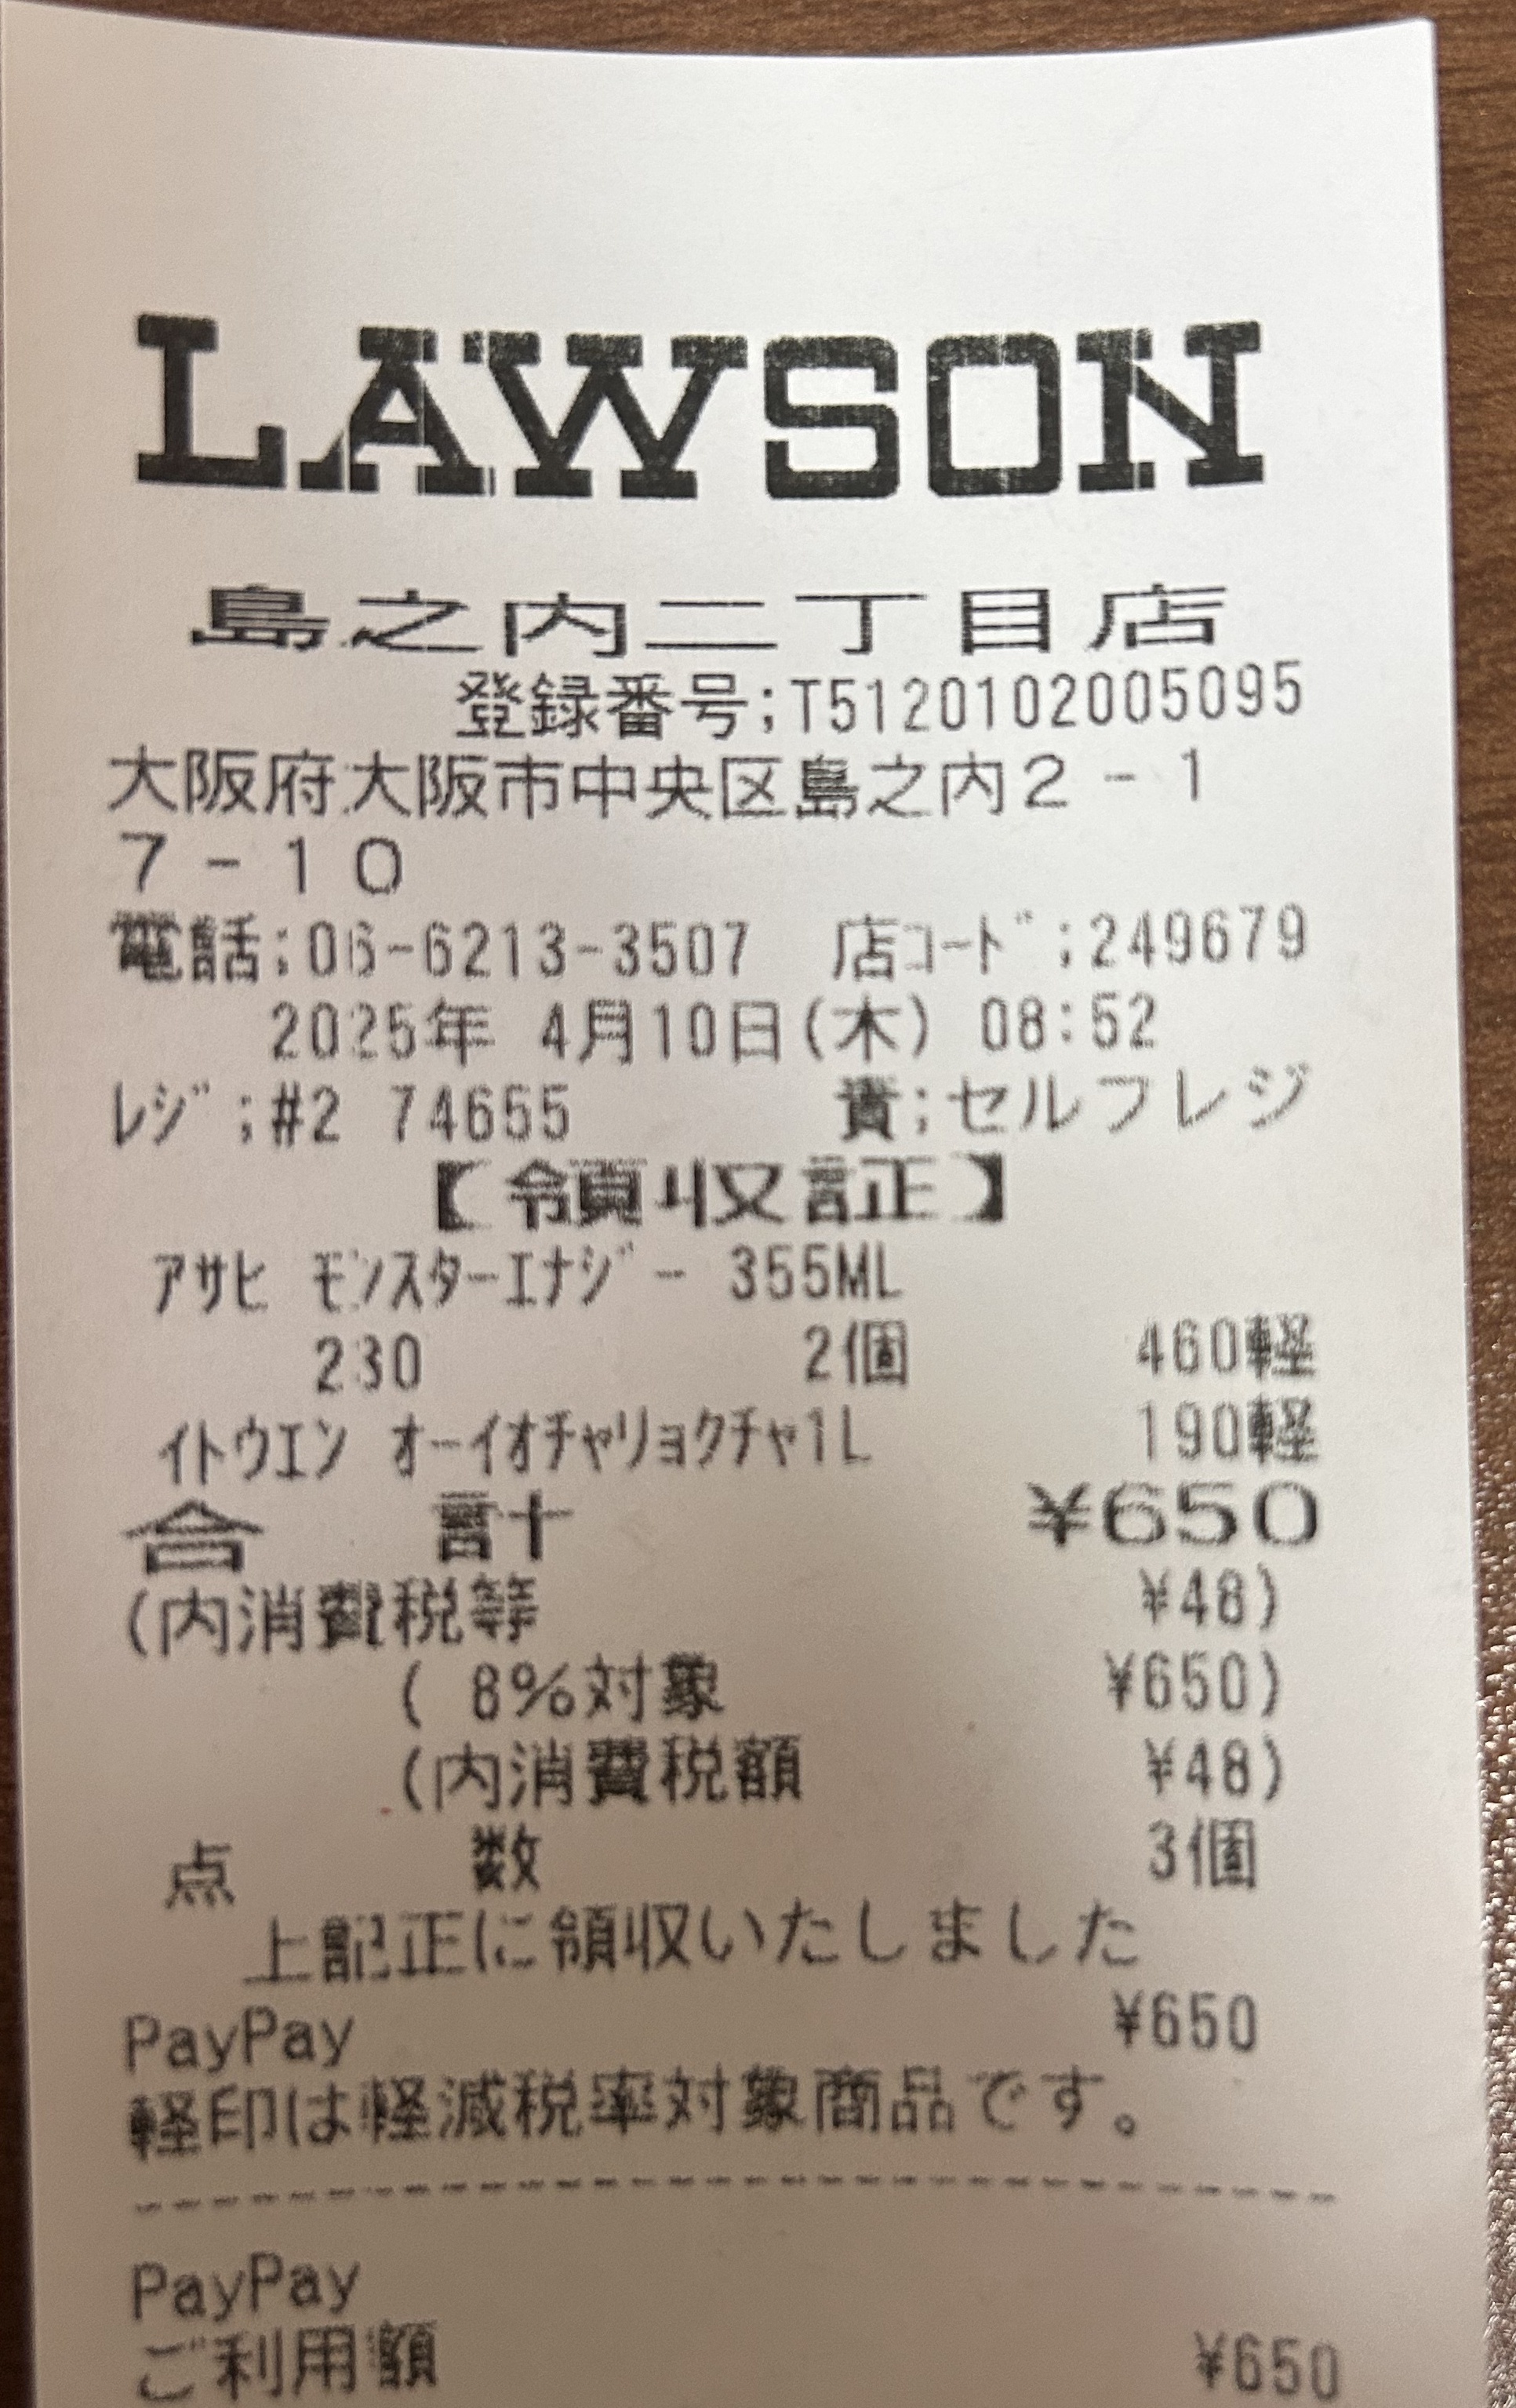 LAWSON
島之内二丁目店
登録番号;T5120102005095
大阪府大阪市中央区島之内2-1
7-10
電話;06-6213-3507 店コード;249679
2025年 4月10日(木) 08:52
レジ;#2 74655 責;セルフレジ
【領収証】
アサヒ モンスターエナジー 355ML
230 2個 460軽
イトウエン オーイオチャリョクチャ1L 190軽
合 計 ¥650
(内消費税等 ¥48)
( 8%対象 ¥650)
(内消費税額 ¥48)
点 数 3個
上記正に領収いたしました
PayPay ¥650
軽印は軽減税率対象商品です。
PayPay
ご利用額 ¥650